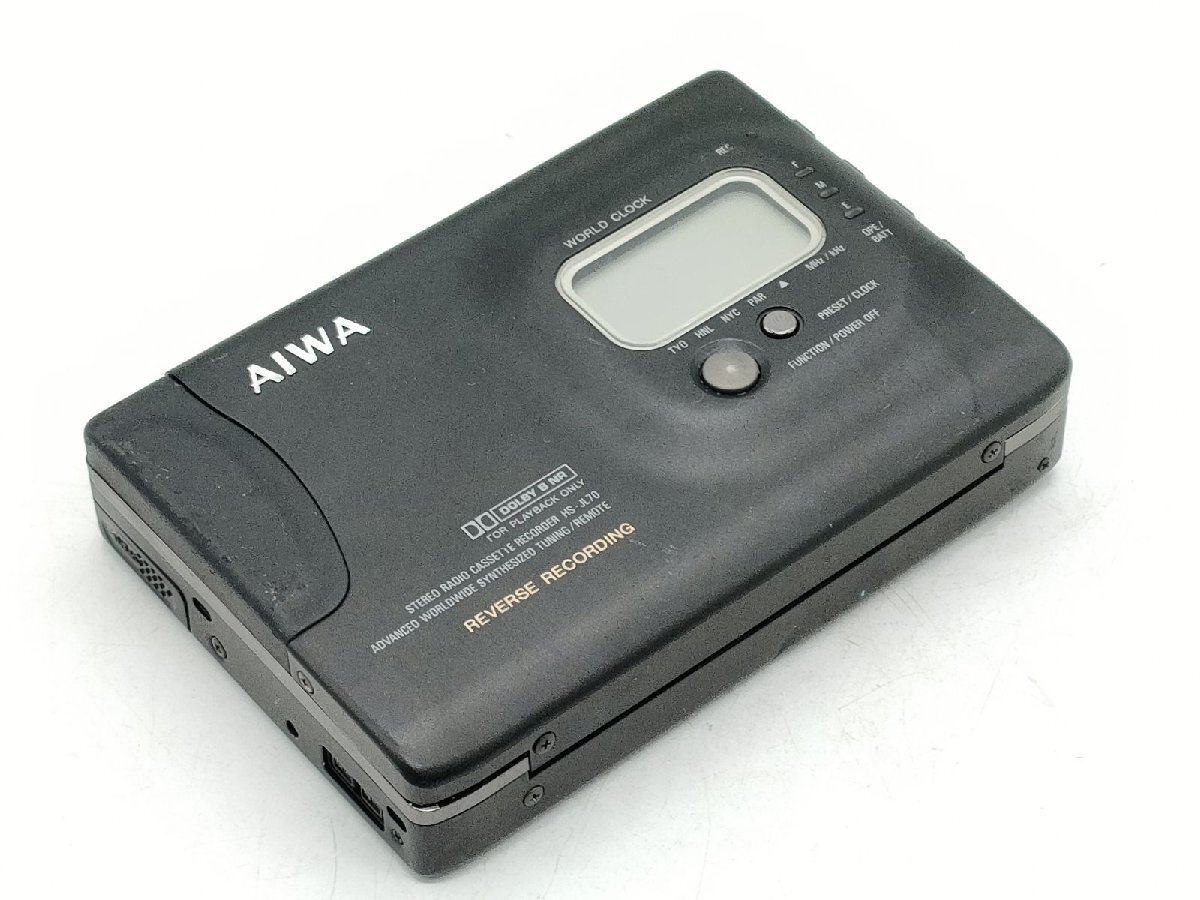 REC
WORLD CLOCK
OPE/
BATT
MHz / kHz
TYO HNL NYC PAR ▲
PRESET / CLOCK
FUNCTION / POWER OFF
AIWA
DOLBY B NR
FOR PLAYBACK ONLY
STEREO RADIO CASSETTE RECORDER HS-JL70
ADVANCED WORLDWIDE SYNTHESIZED TUNING / REMOTE
REVERSE RECORDING